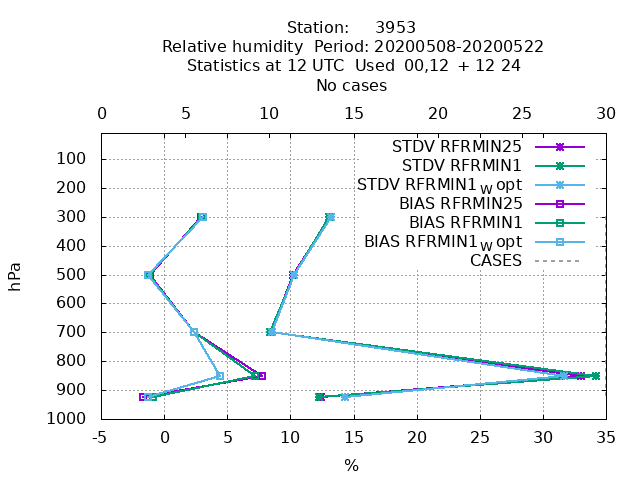 Station: 3953
Relative humidity Period: 20200508-20200522
Statistics at 12 UTC Used 00,12 + 12 24
No cases
0 5 10 15 20 25 30
STDV RFRMIN25
STDV RFRMIN1
STDV RFRMIN1W opt
BIAS RFRMIN25
BIAS RFRMIN1
BIAS RFRMIN1W opt
CASES
100
200
300
400
500
600
700
800
900
1000
hPa
-5 0 5 10 15 20 25 30 35
%